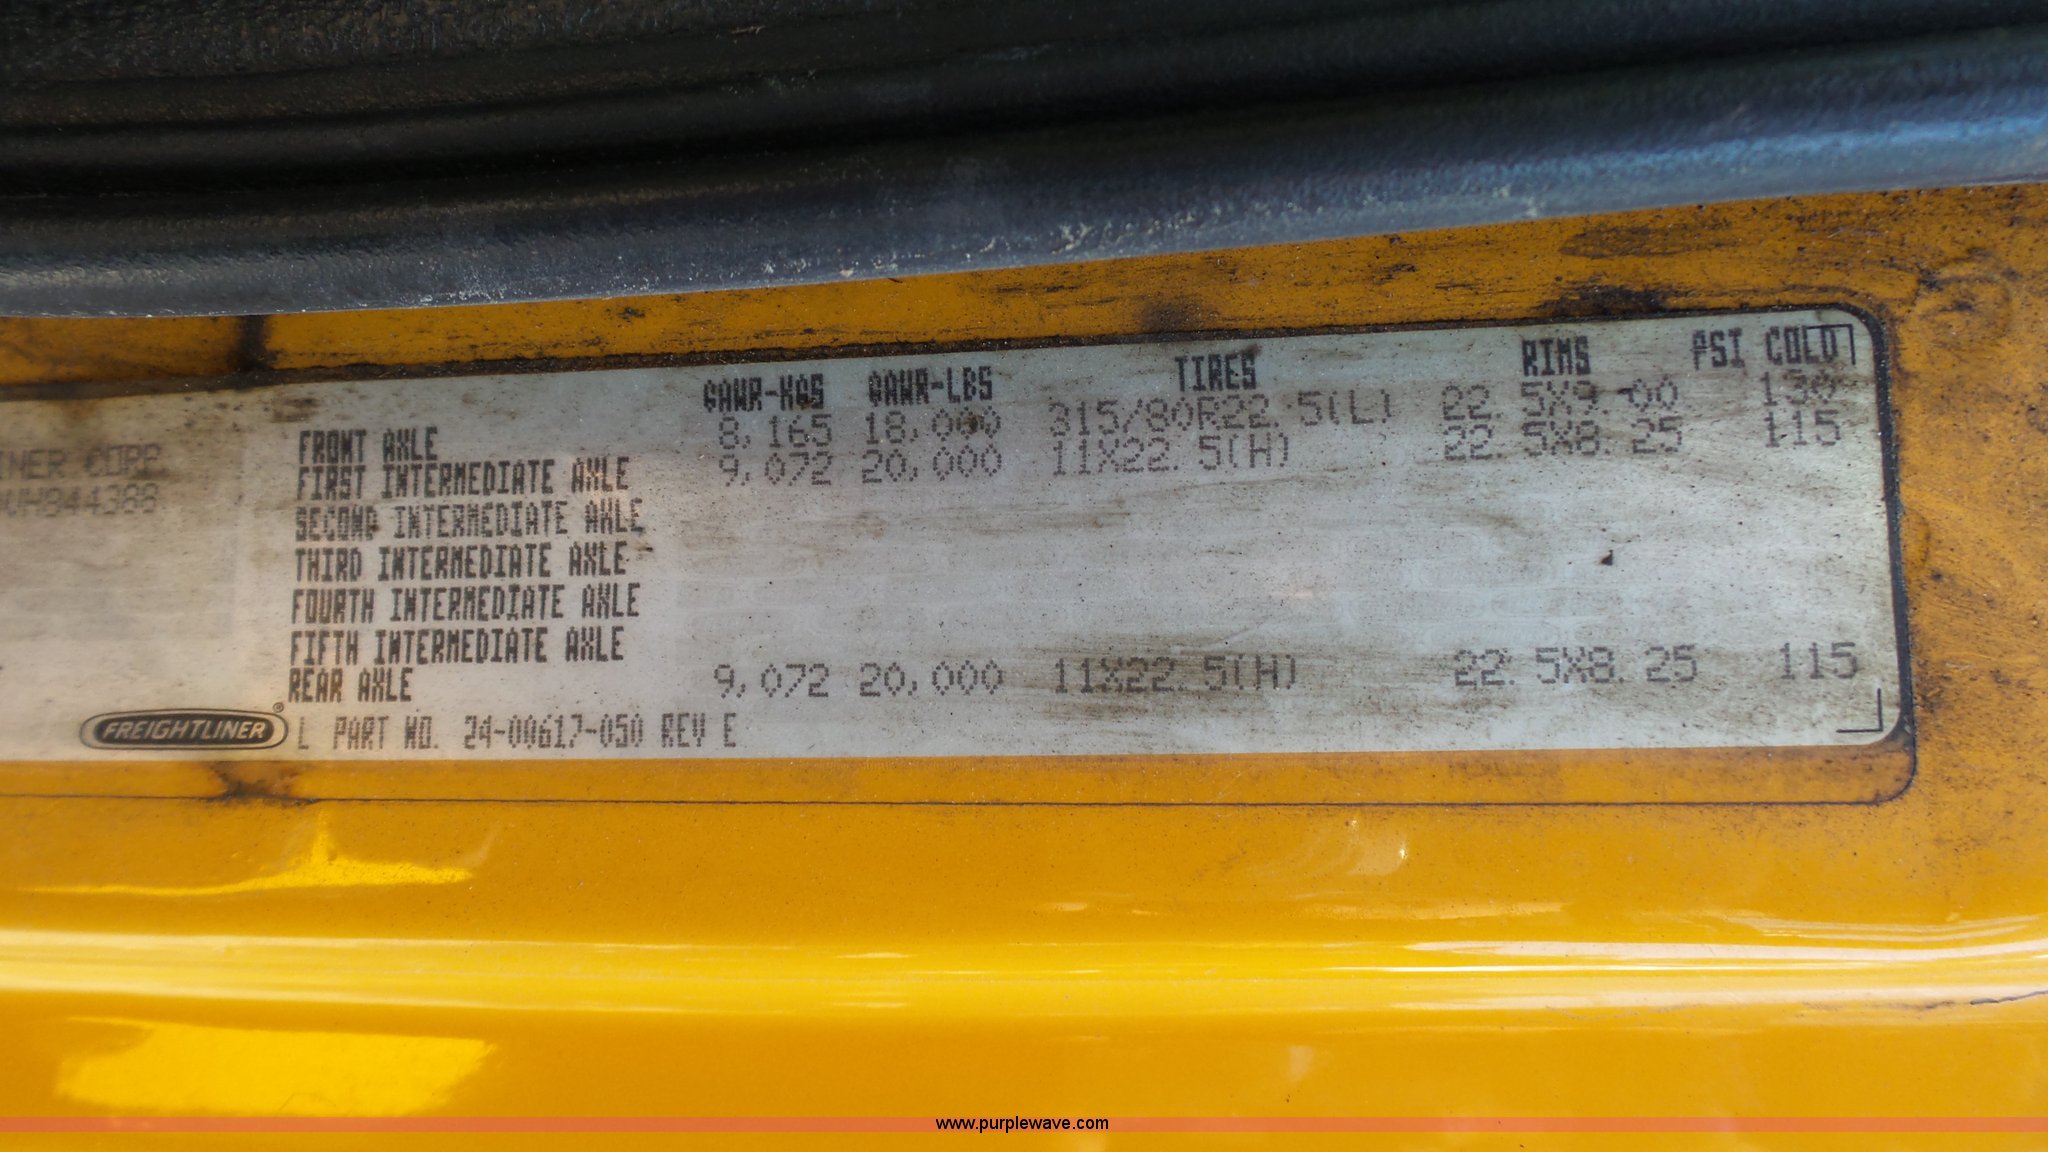 GAWR-KGS GAWR-LBS TIRES RIMS PSI COLD
FRONT AXLE 8,165 18,000 315/80R22.5(L) 22.5X9.00 130
FIRST INTERMEDIATE AXLE 9,072 20,000 11X22.5(H) 22.5X8.25 115
SECOND INTERMEDIATE AXLE
THIRD INTERMEDIATE AXLE
FOURTH INTERMEDIATE AXLE
FIFTH INTERMEDIATE AXLE
REAR AXLE 9,072 20,000 11X22.5(H) 22.5X8.25 115
INER CORP
844388
FREIGHTLINER® L PART NO. 24-00617-050 REV E
www.purplewave.com